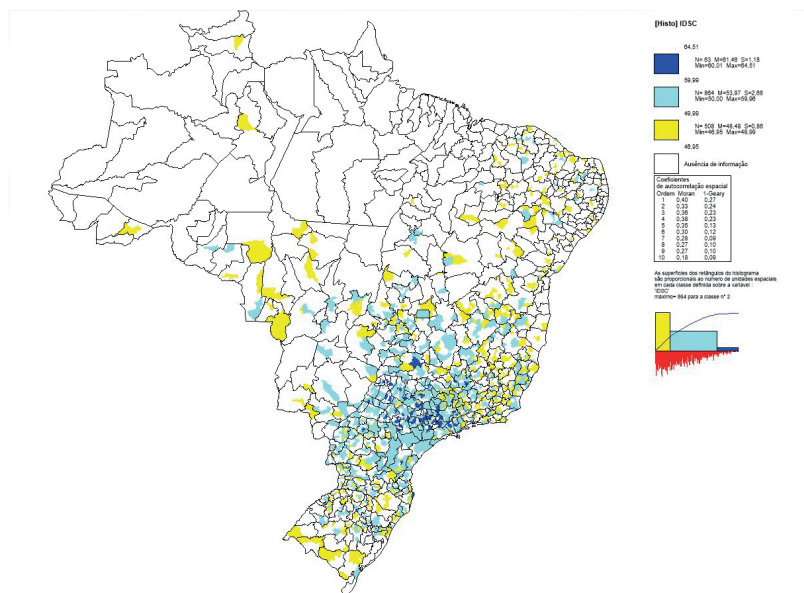 [Histo] IDSC
64,51
N= 63 M=61,46 S=1,18
Min=60,01 Max=64,51
59,99
N= 864 M=53,97 S=2,66
Min=50,00 Max=59,96
49,99
N= 508 M=48,48 S=0,86
Min=46,95 Max=49,99
46,95
Ausência de informação
Coeficientes
de autocorrelação espacial
Ordem Moran 1-Geary
1 0,40 0,27
2 0,33 0,24
3 0,36 0,23
4 0,38 0,23
5 0,35 0,13
6 0,30 0,12
7 0,28 0,09
8 0,27 0,10
9 0,27 0,10
10 0,18 0,09
As superfícies dos retângulos do histograma
são proporcionais ao número de unidades espaciais
em cada classe definida sobre a variável :
'IDSC'
máximo= 864 para a classe n° 2